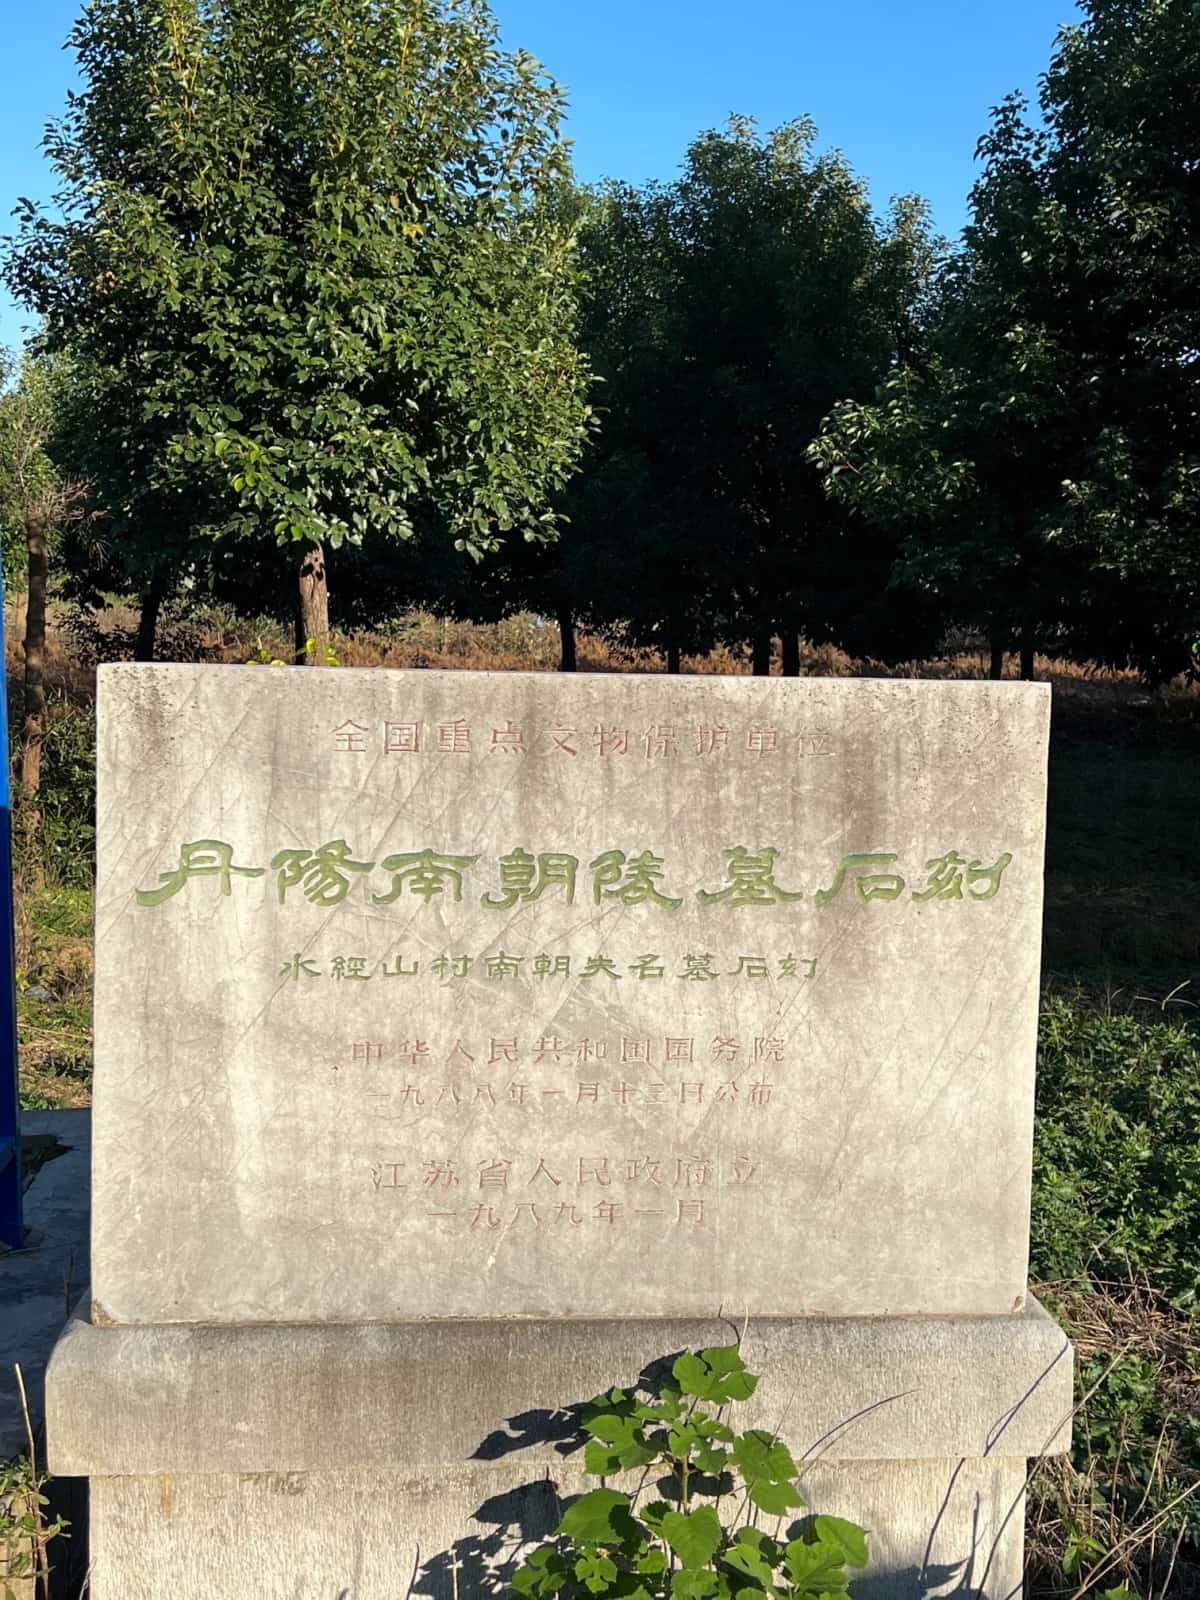 全国重点文物保护单位
丹陽南朝陵墓石刻
水經山村南朝失名墓石刻
中华人民共和国国务院
一九八八年一月十三日公布
江苏省人民政府立
一九八九年一月